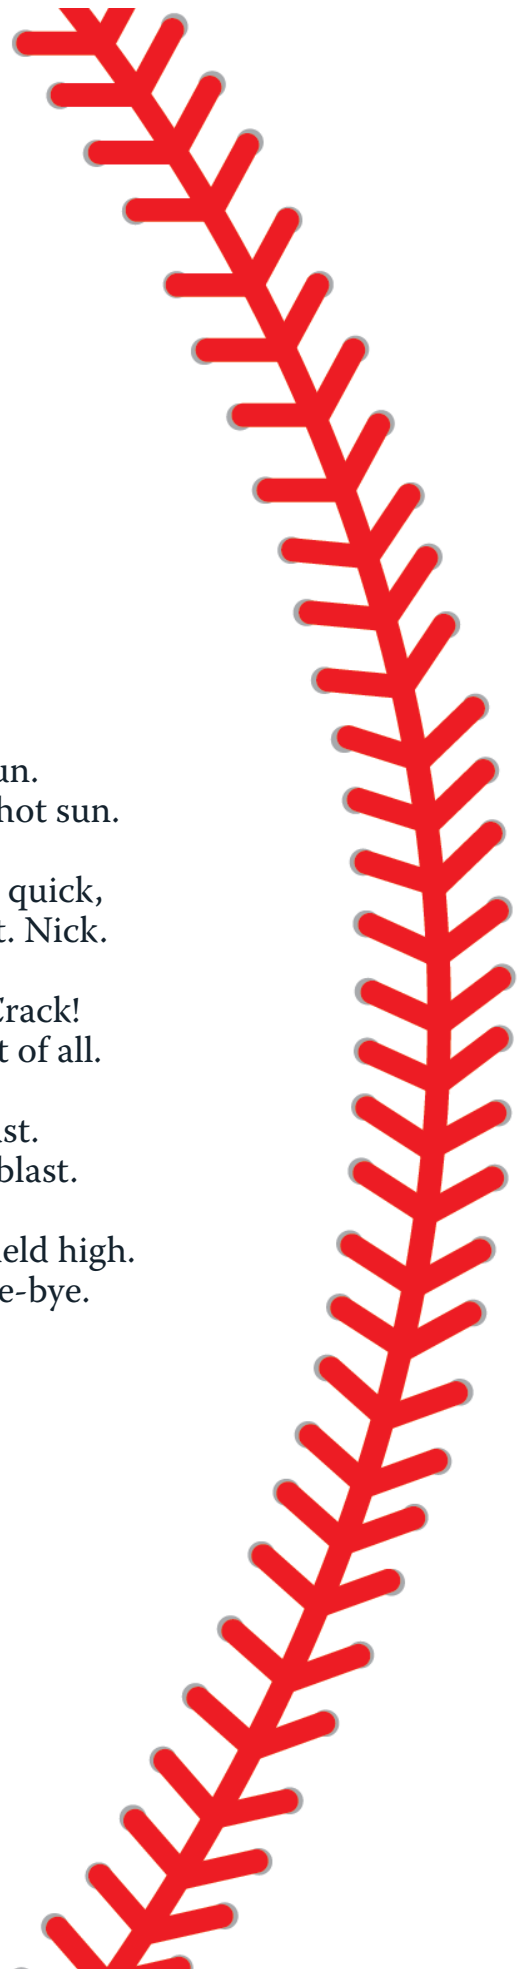 un.
hot sun.
quick,
t. Nick.
Crack!
t of all.
st.
blast.
eld high.
e-bye.